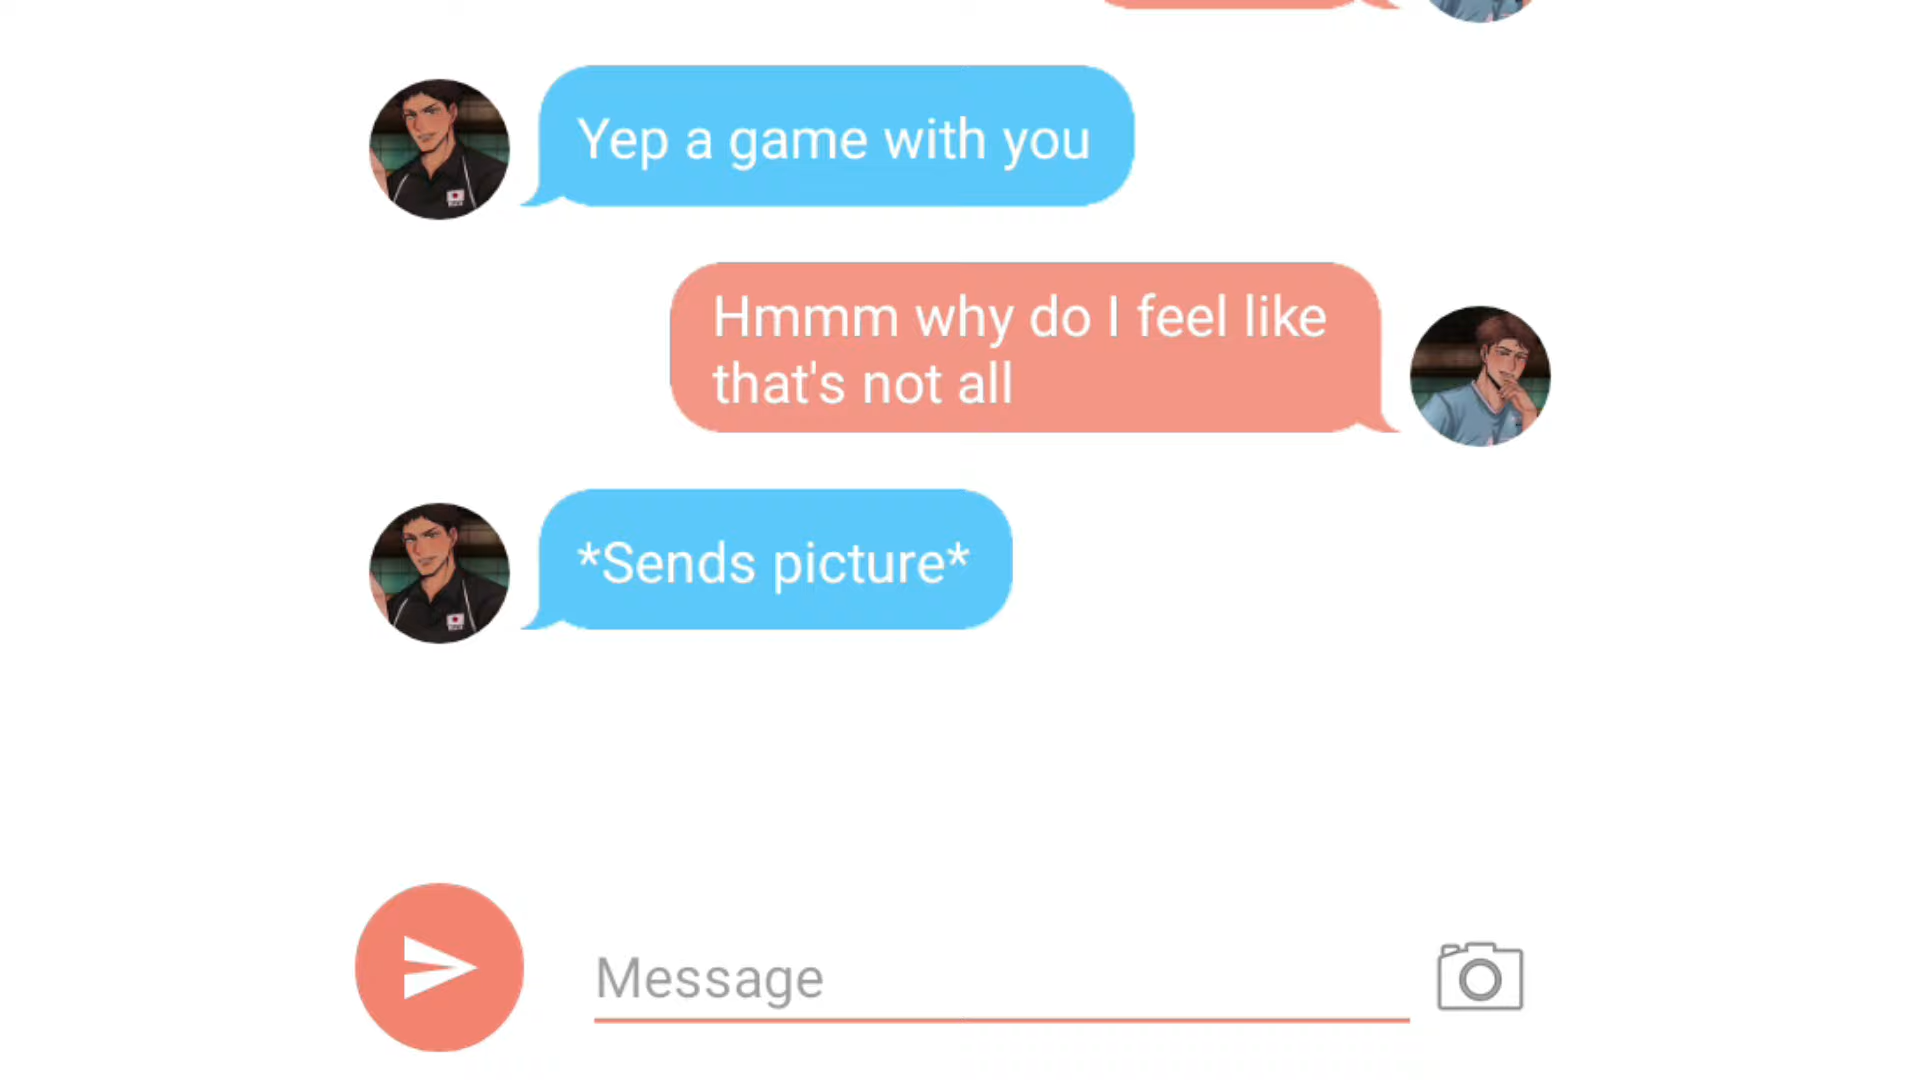 Yep a game with you
Hmmm why do I feel like
that's not all
*Sends picture*
Message